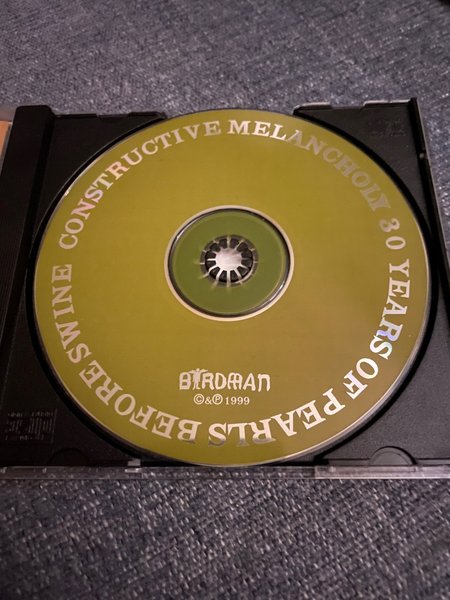 CONSTRUCTIVE MELANCHOLY 30 YEARS OF PEARLS BEFORE SWINE
BIRDMAN
©&℗1999